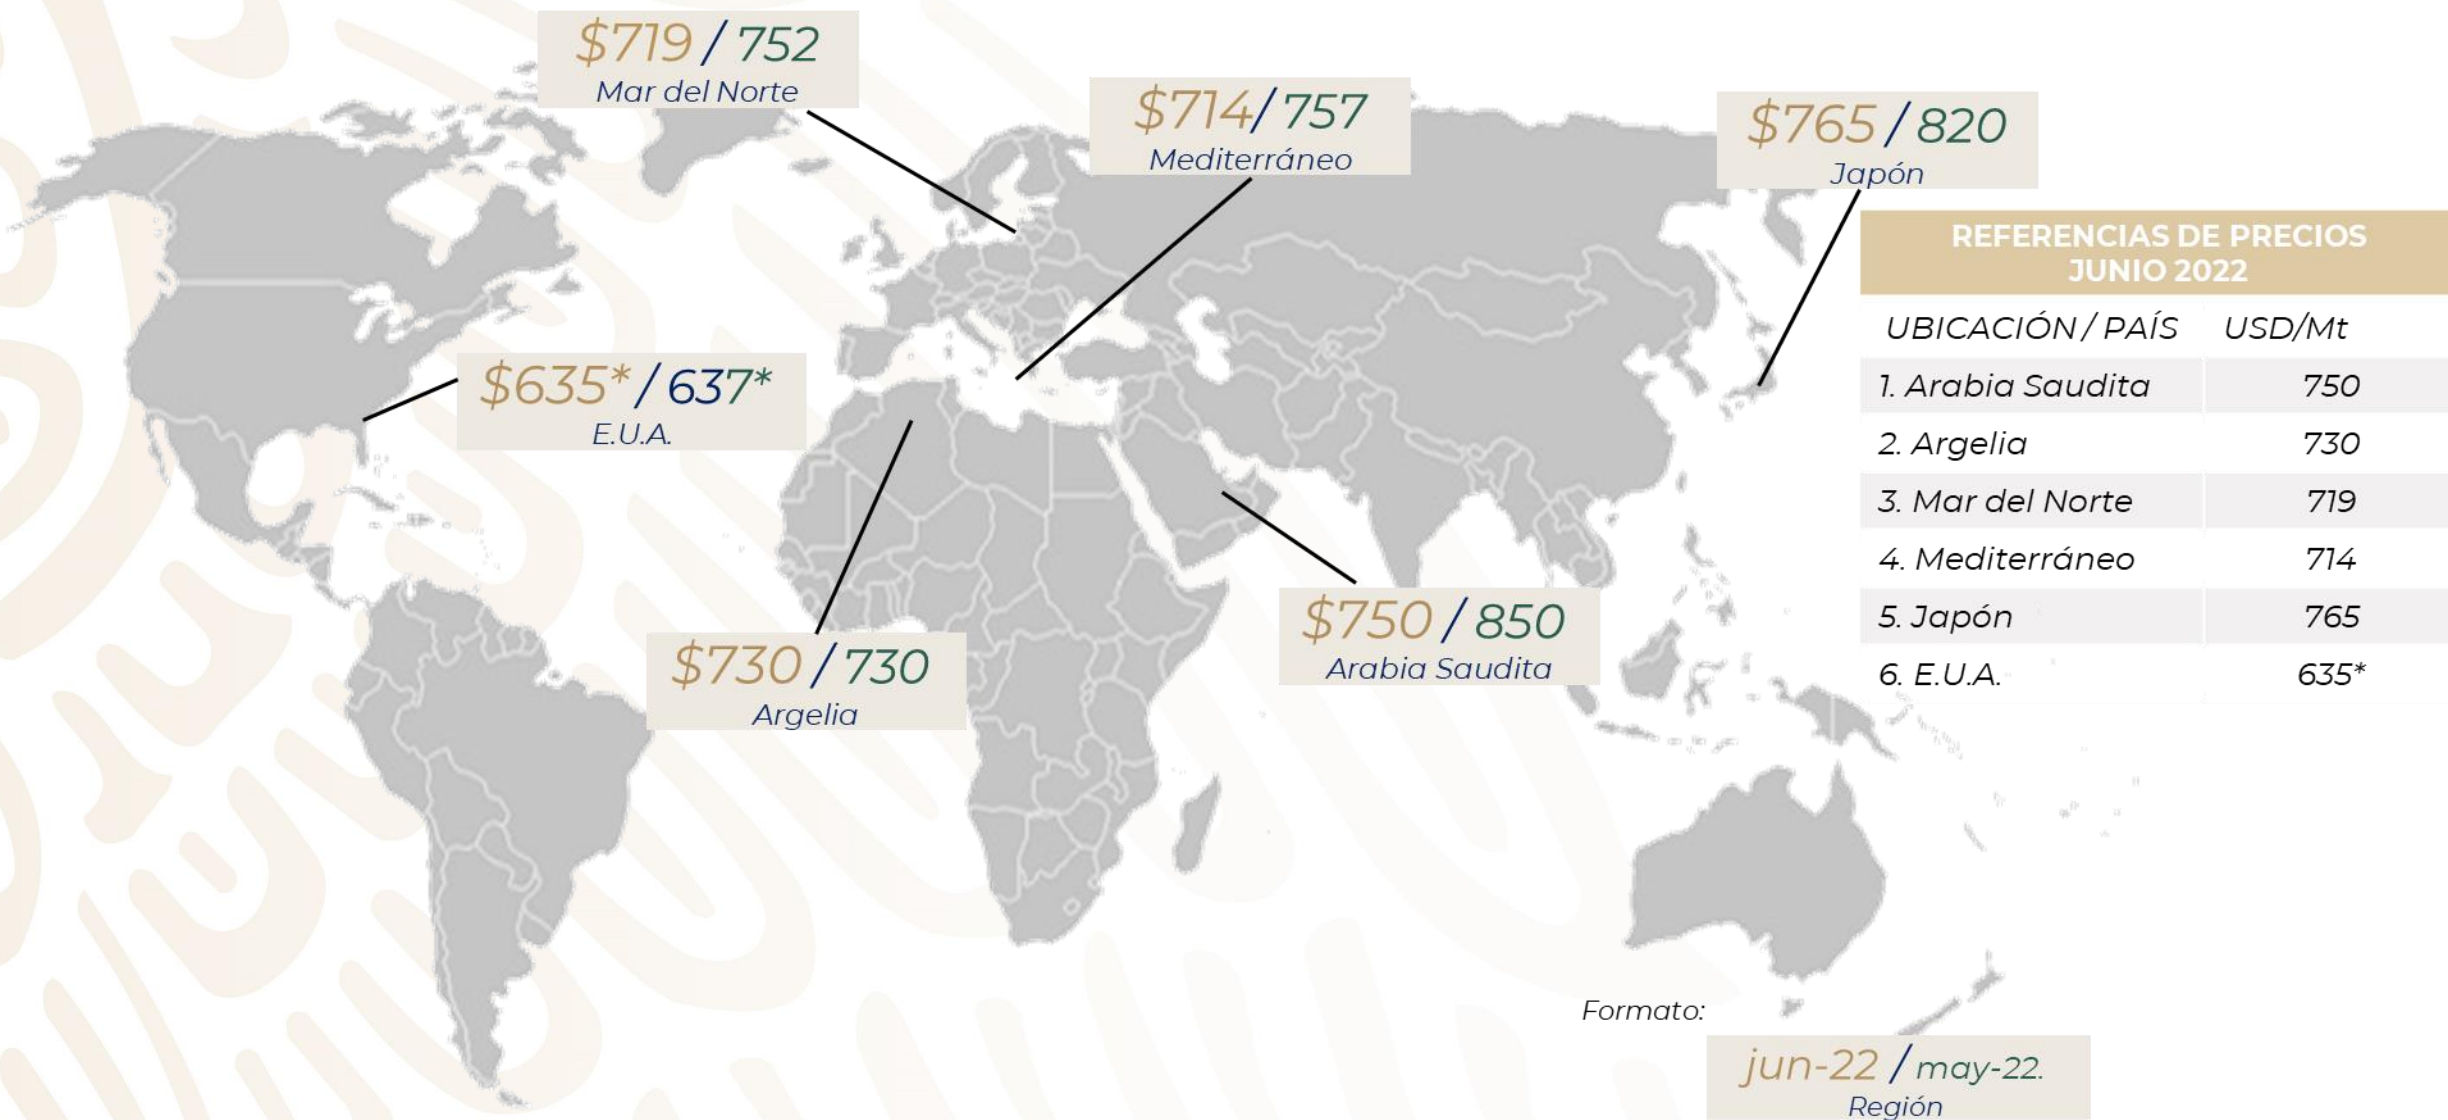 $719 / 752
Mar del Norte
$714/ 757
Mediterráneo
$765 / 820
Japón
$635* / 637*
E.U.A.
$730 / 730
Argelia
$750 / 850
Arabia Saudita
REFERENCIAS DE PRECIOS
JUNIO 2022
UBICACIÓN / PAÍS USD/Mt
1. Arabia Saudita 750
2. Argelia 730
3. Mar del Norte 719
4. Mediterráneo 714
5. Japón 765
6. E.U.A. 635*
Formato:
jun-22 / may-22.
Región